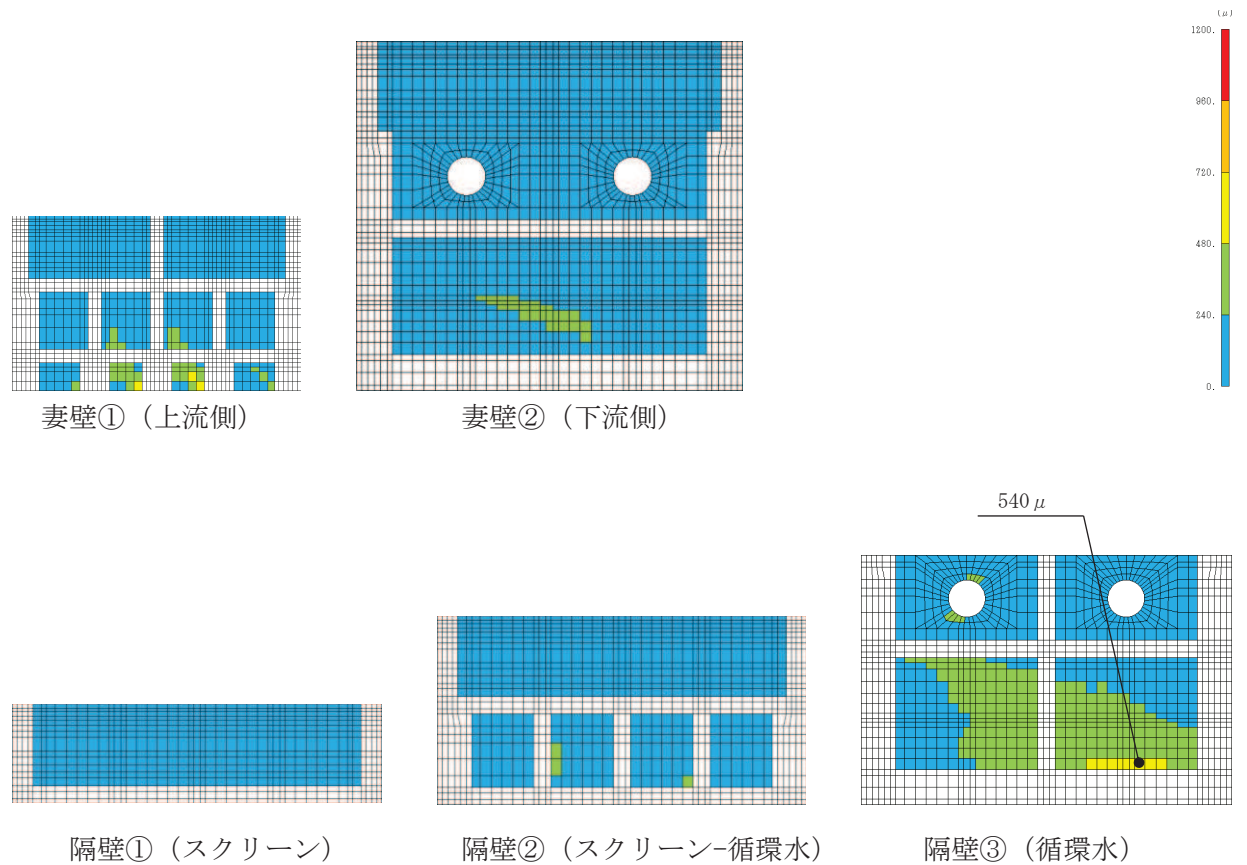 (μ)
1200.
960.
720.
480.
240.
0.
妻壁①（上流側）
妻壁②（下流側）
540μ
隔壁①（スクリーン）
隔壁②（スクリーン−循環水）
隔壁③（循環水）